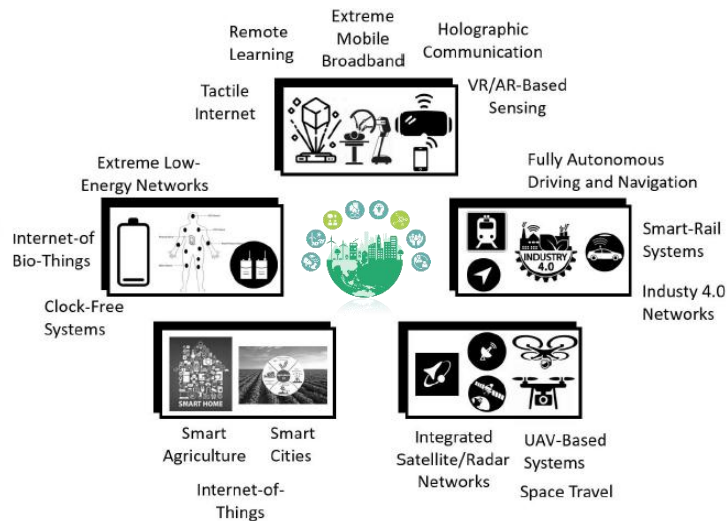 Remote
Learning
Extreme
Mobile
Broadband
Holographic
Communication
Tactile
Internet
VR/AR-Based
Sensing
Extreme Low-
Energy Networks
Internet-of
Bio-Things
Clock-Free
Systems
Fully Autonomous
Driving and Navigation
INDUSTRY
4.0
Smart-Rail
Systems
Industy 4.0
Networks
SMART HOME
Smart
Agriculture
Smart
Cities
Internet-of-
Things
Integrated
Satellite/Radar
Networks
UAV-Based
Systems
Space Travel